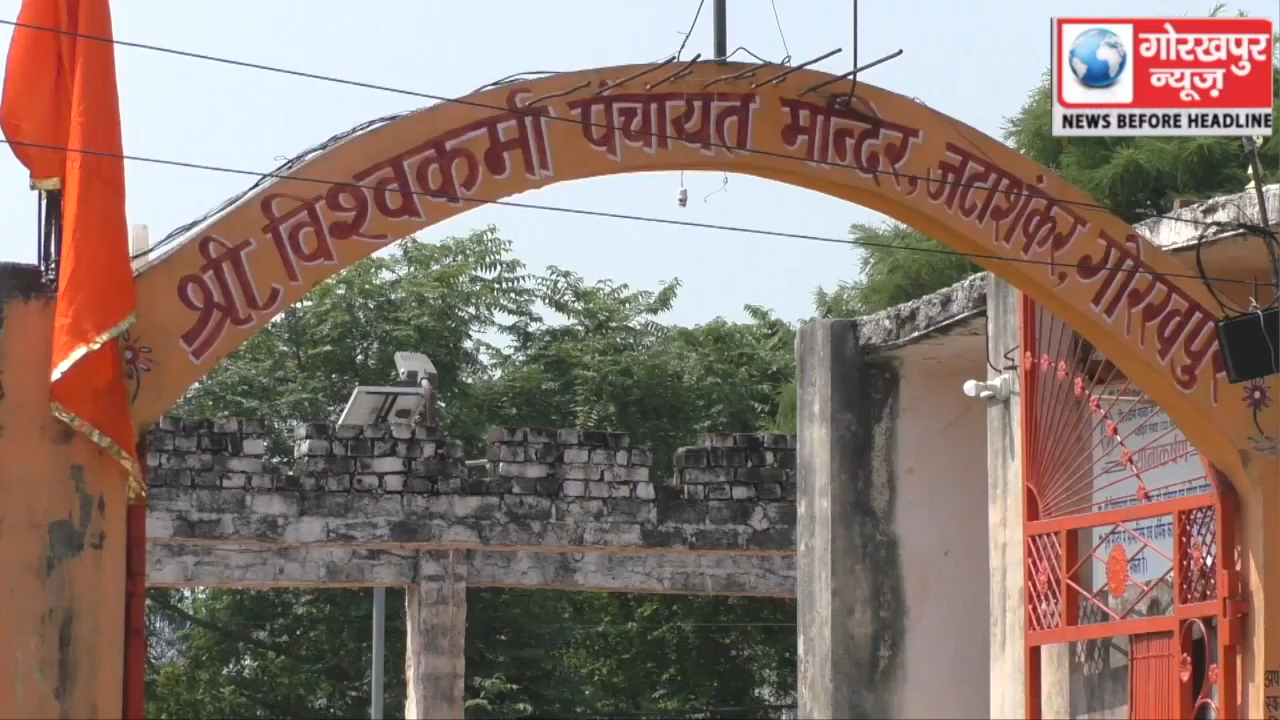 श्री विश्वकर्मा पंचायत मन्दिर, जटाशंकर, गोरखपुर
गोरखपुर
न्यूज़
NEWS BEFORE HEADLINE